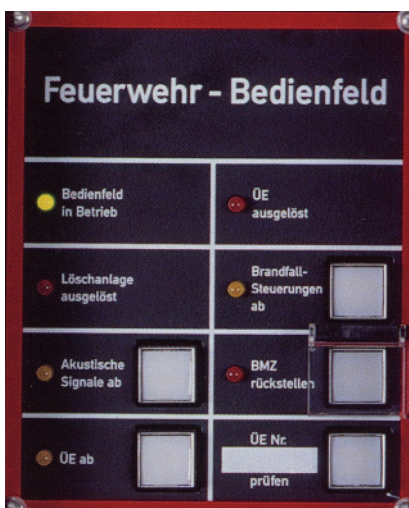 Feuerwehr - Bedienfeld
Bedienfeld
in Betrieb
ÜE
ausgelöst
Löschanlage
ausgelöst
Brandfall-
Steuerungen
ab
Akustische
Signale ab
BMZ
rückstellen
ÜE ab
ÜE Nr.
prüfen